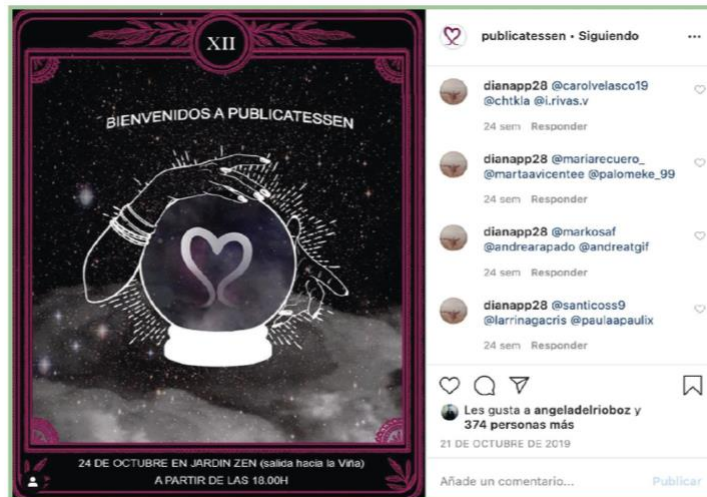 XII
BIENVENIDOS A PUBLICATESSEN
24 DE OCTUBRE EN JARDIN ZEN (salida hacia la Viña)
A PARTIR DE LAS 18.00H
publicatessen • Siguiendo
dianapp28 @carolvelasco19
@chtkla @i.rivas.v
24 sem Responder
dianapp28 @mariarecuero_
@martaavicentee @palomeke_99
24 sem Responder
dianapp28 @markosaf
@andrearapado @andreatgif
24 sem Responder
dianapp28 @santicoss9
@larrinagacris @paulaapaulix
24 sem Responder
Les gusta a angeladelrioboz y
374 personas más
21 DE OCTUBRE DE 2019
Añade un comentario... Publicar